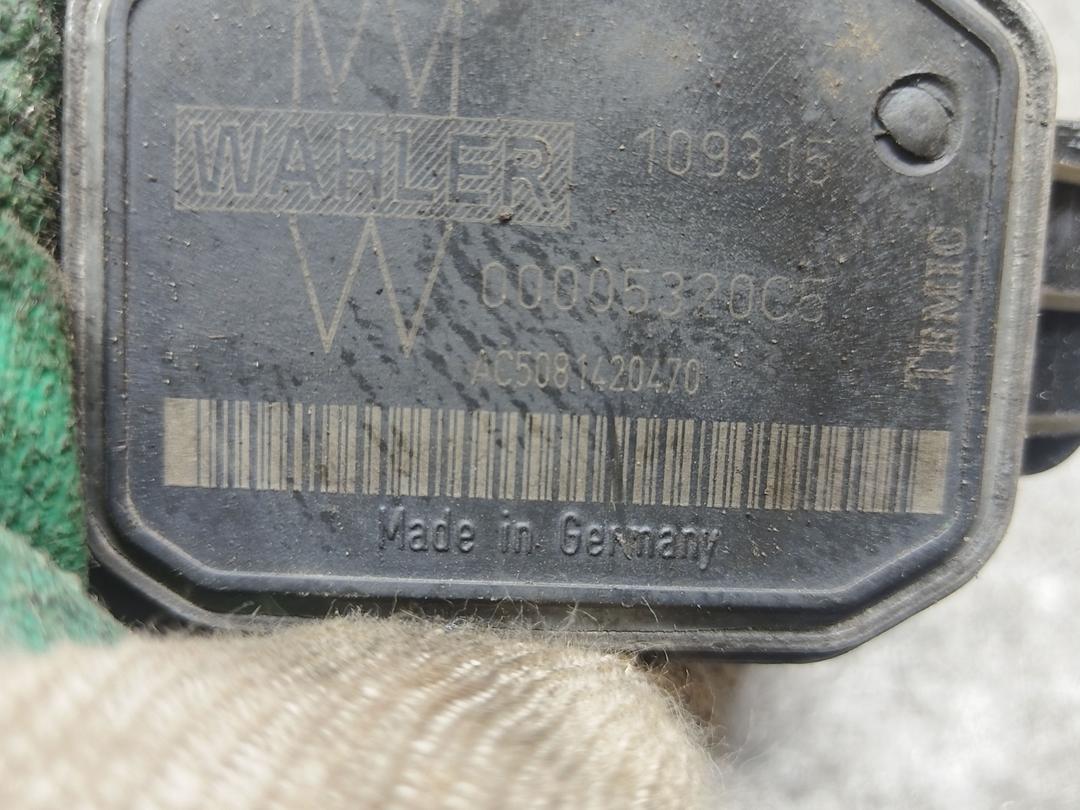 WAHLER
109315
00005320C5
AC5081420470
TEMIC
Made in Germany